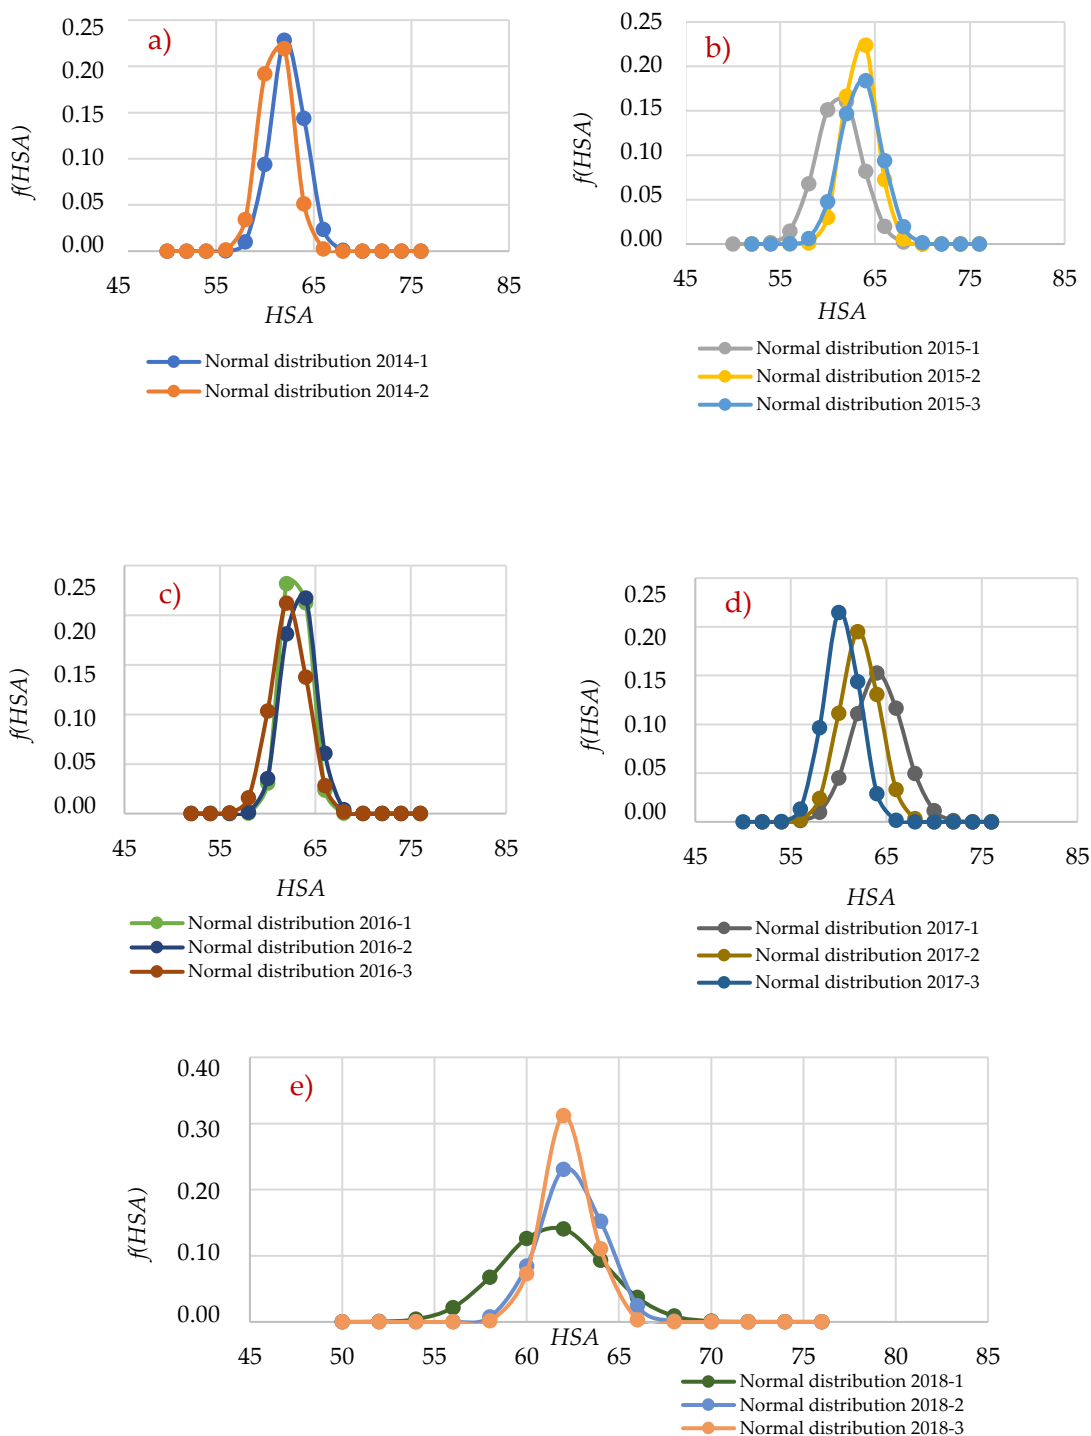 a)
0.25
0.20
0.15
0.10
0.05
0.00
f(HSA)
45 55 65 75 85
HSA
Normal distribution 2014-1
Normal distribution 2014-2
b)
0.25
0.20
0.15
0.10
0.05
0.00
f(HSA)
45 55 65 75 85
HSA
Normal distribution 2015-1
Normal distribution 2015-2
Normal distribution 2015-3
c)
0.25
0.20
0.15
0.10
0.05
0.00
f(HSA)
45 55 65 75 85
HSA
Normal distribution 2016-1
Normal distribution 2016-2
Normal distribution 2016-3
d)
0.25
0.20
0.15
0.10
0.05
0.00
f(HSA)
45 55 65 75 85
HSA
Normal distribution 2017-1
Normal distribution 2017-2
Normal distribution 2017-3
e)
0.40
0.30
0.20
0.10
0.00
f(HSA)
HSA
45 50 55 60 65 70 75 80 85
Normal distribution 2018-1
Normal distribution 2018-2
Normal distribution 2018-3